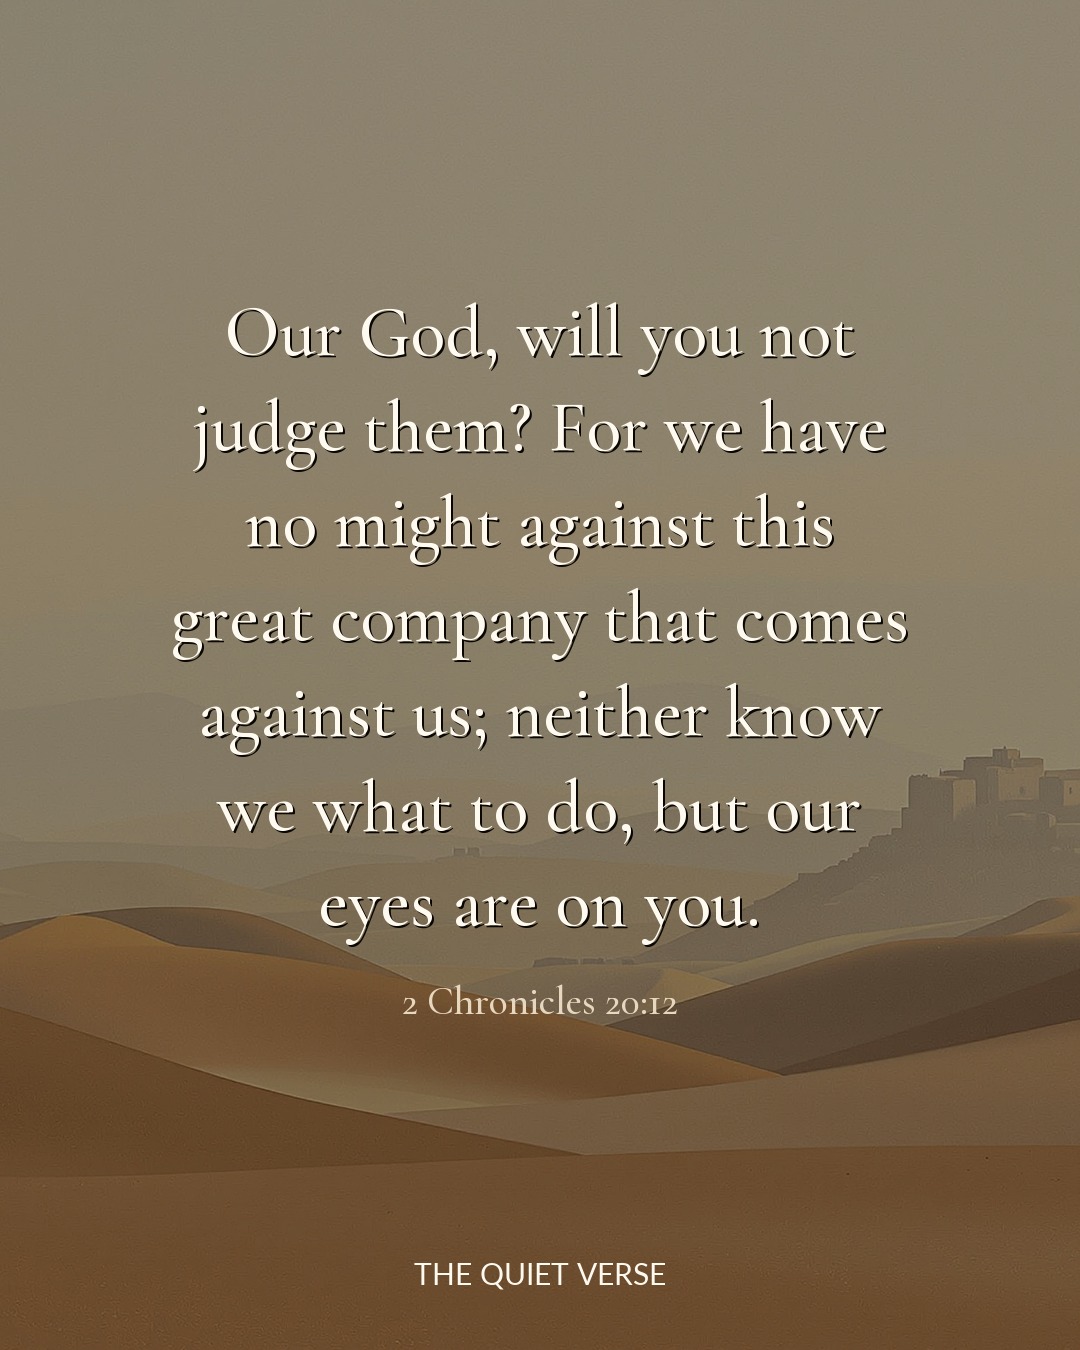 Our God, will you not
judge them? For we have
no might against this
great company that comes
against us; neither know
we what to do, but our
eyes are on you.
2 Chronicles 20:12
THE QUIET VERSE